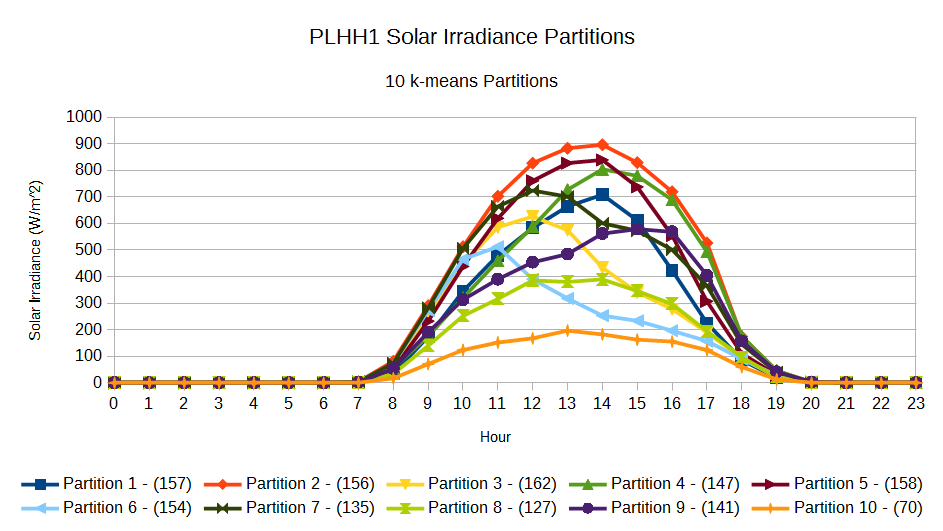 PLHH1 Solar Irradiance Partitions
10 k-means Partitions
Solar Irradiance (W/m^2)
1000
900
800
700
600
500
400
300
200
100
0
0 1 2 3 4 5 6 7 8 9 10 11 12 13 14 15 16 17 18 19 20 21 22 23
Hour
Partition 1 - (157) Partition 2 - (156) Partition 3 - (162) Partition 4 - (147) Partition 5 - (158)
Partition 6 - (154) Partition 7 - (135) Partition 8 - (127) Partition 9 - (141) Partition 10 - (70)